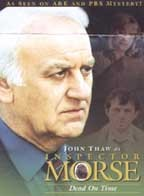 AS SEEN ON A&E AND PBS MYSTERY!
JOHN THAW as
INSPECTOR
MORSE
Dead On Time